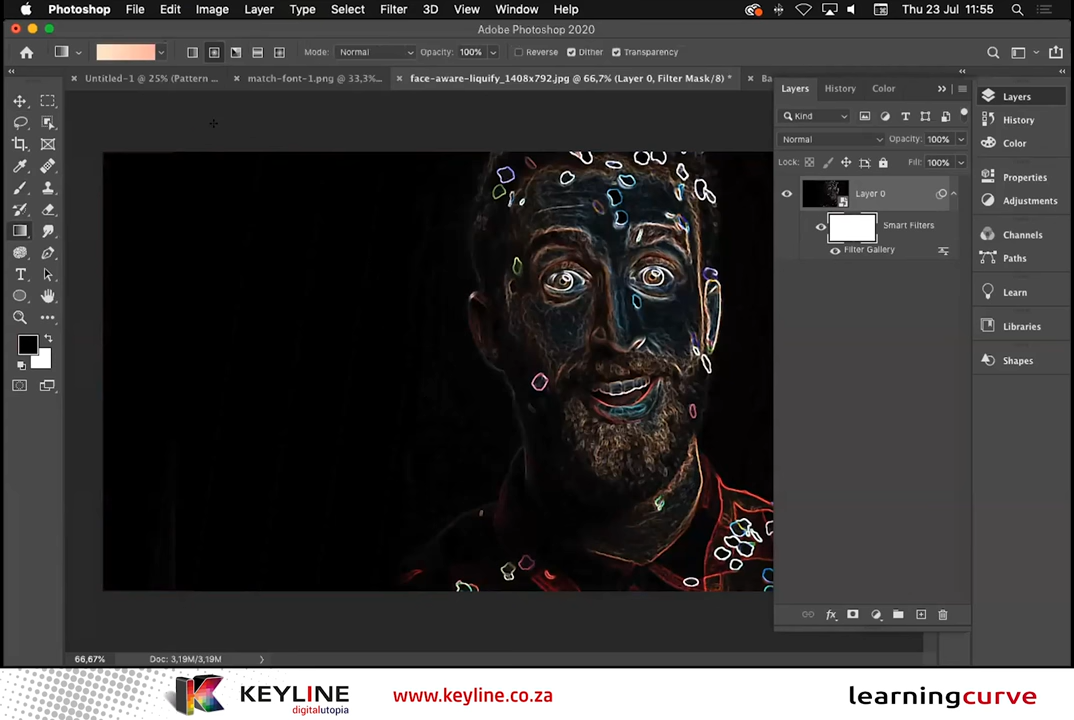 Photoshop File Edit Image Layer Type Select Filter 3D View Window Help Thu 23 Jul 11:55
Adobe Photoshop 2020
Mode: Normal Opacity: 100% Reverse Dither Transparency
Untitled-1 @ 25% (Pattern ... match-font-1.png @ 33,3%... face-aware-liquify_1408x792.jpg @ 66,7% (Layer 0, Filter Mask/8) * Ba
Layers History Color
Kind
Normal Opacity: 100%
Lock: Fill: 100%
Layer 0
Smart Filters
Filter Gallery
Layers
History
Color
Properties
Adjustments
Channels
Paths
Learn
Libraries
Shapes
66,67% Doc: 3,19M/3,19M
KEYLINE
digitalutopia
www.keyline.co.za
learningcurve